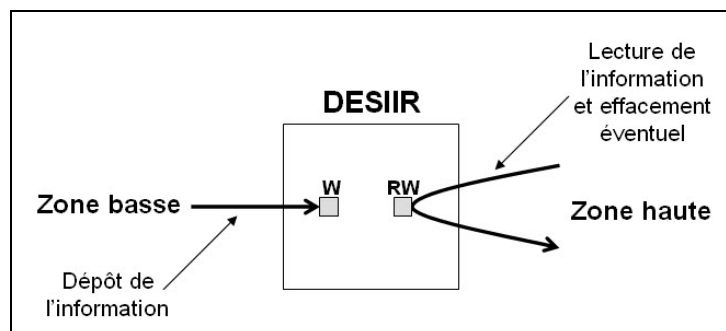 Lecture de
l'information
et effacement
éventuel
DESIIR
W
RW
Zone basse
Zone haute
Dépôt de
l'information